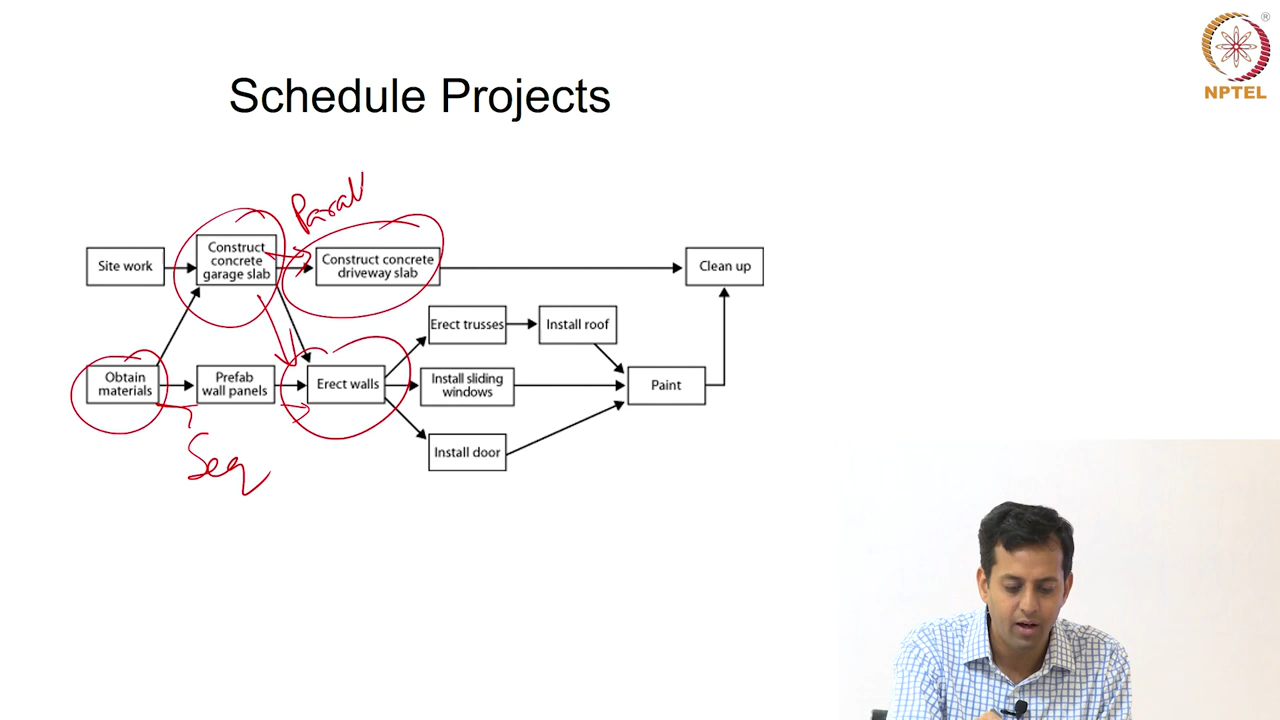 NPTEL
Schedule Projects
Paral
Site work
Construct
concrete
garage slab
Construct concrete
driveway slab
Clean up
Erect trusses
Install roof
Obtain
materials
Prefab
wall panels
Erect walls
Install sliding
windows
Paint
Install door
Seq